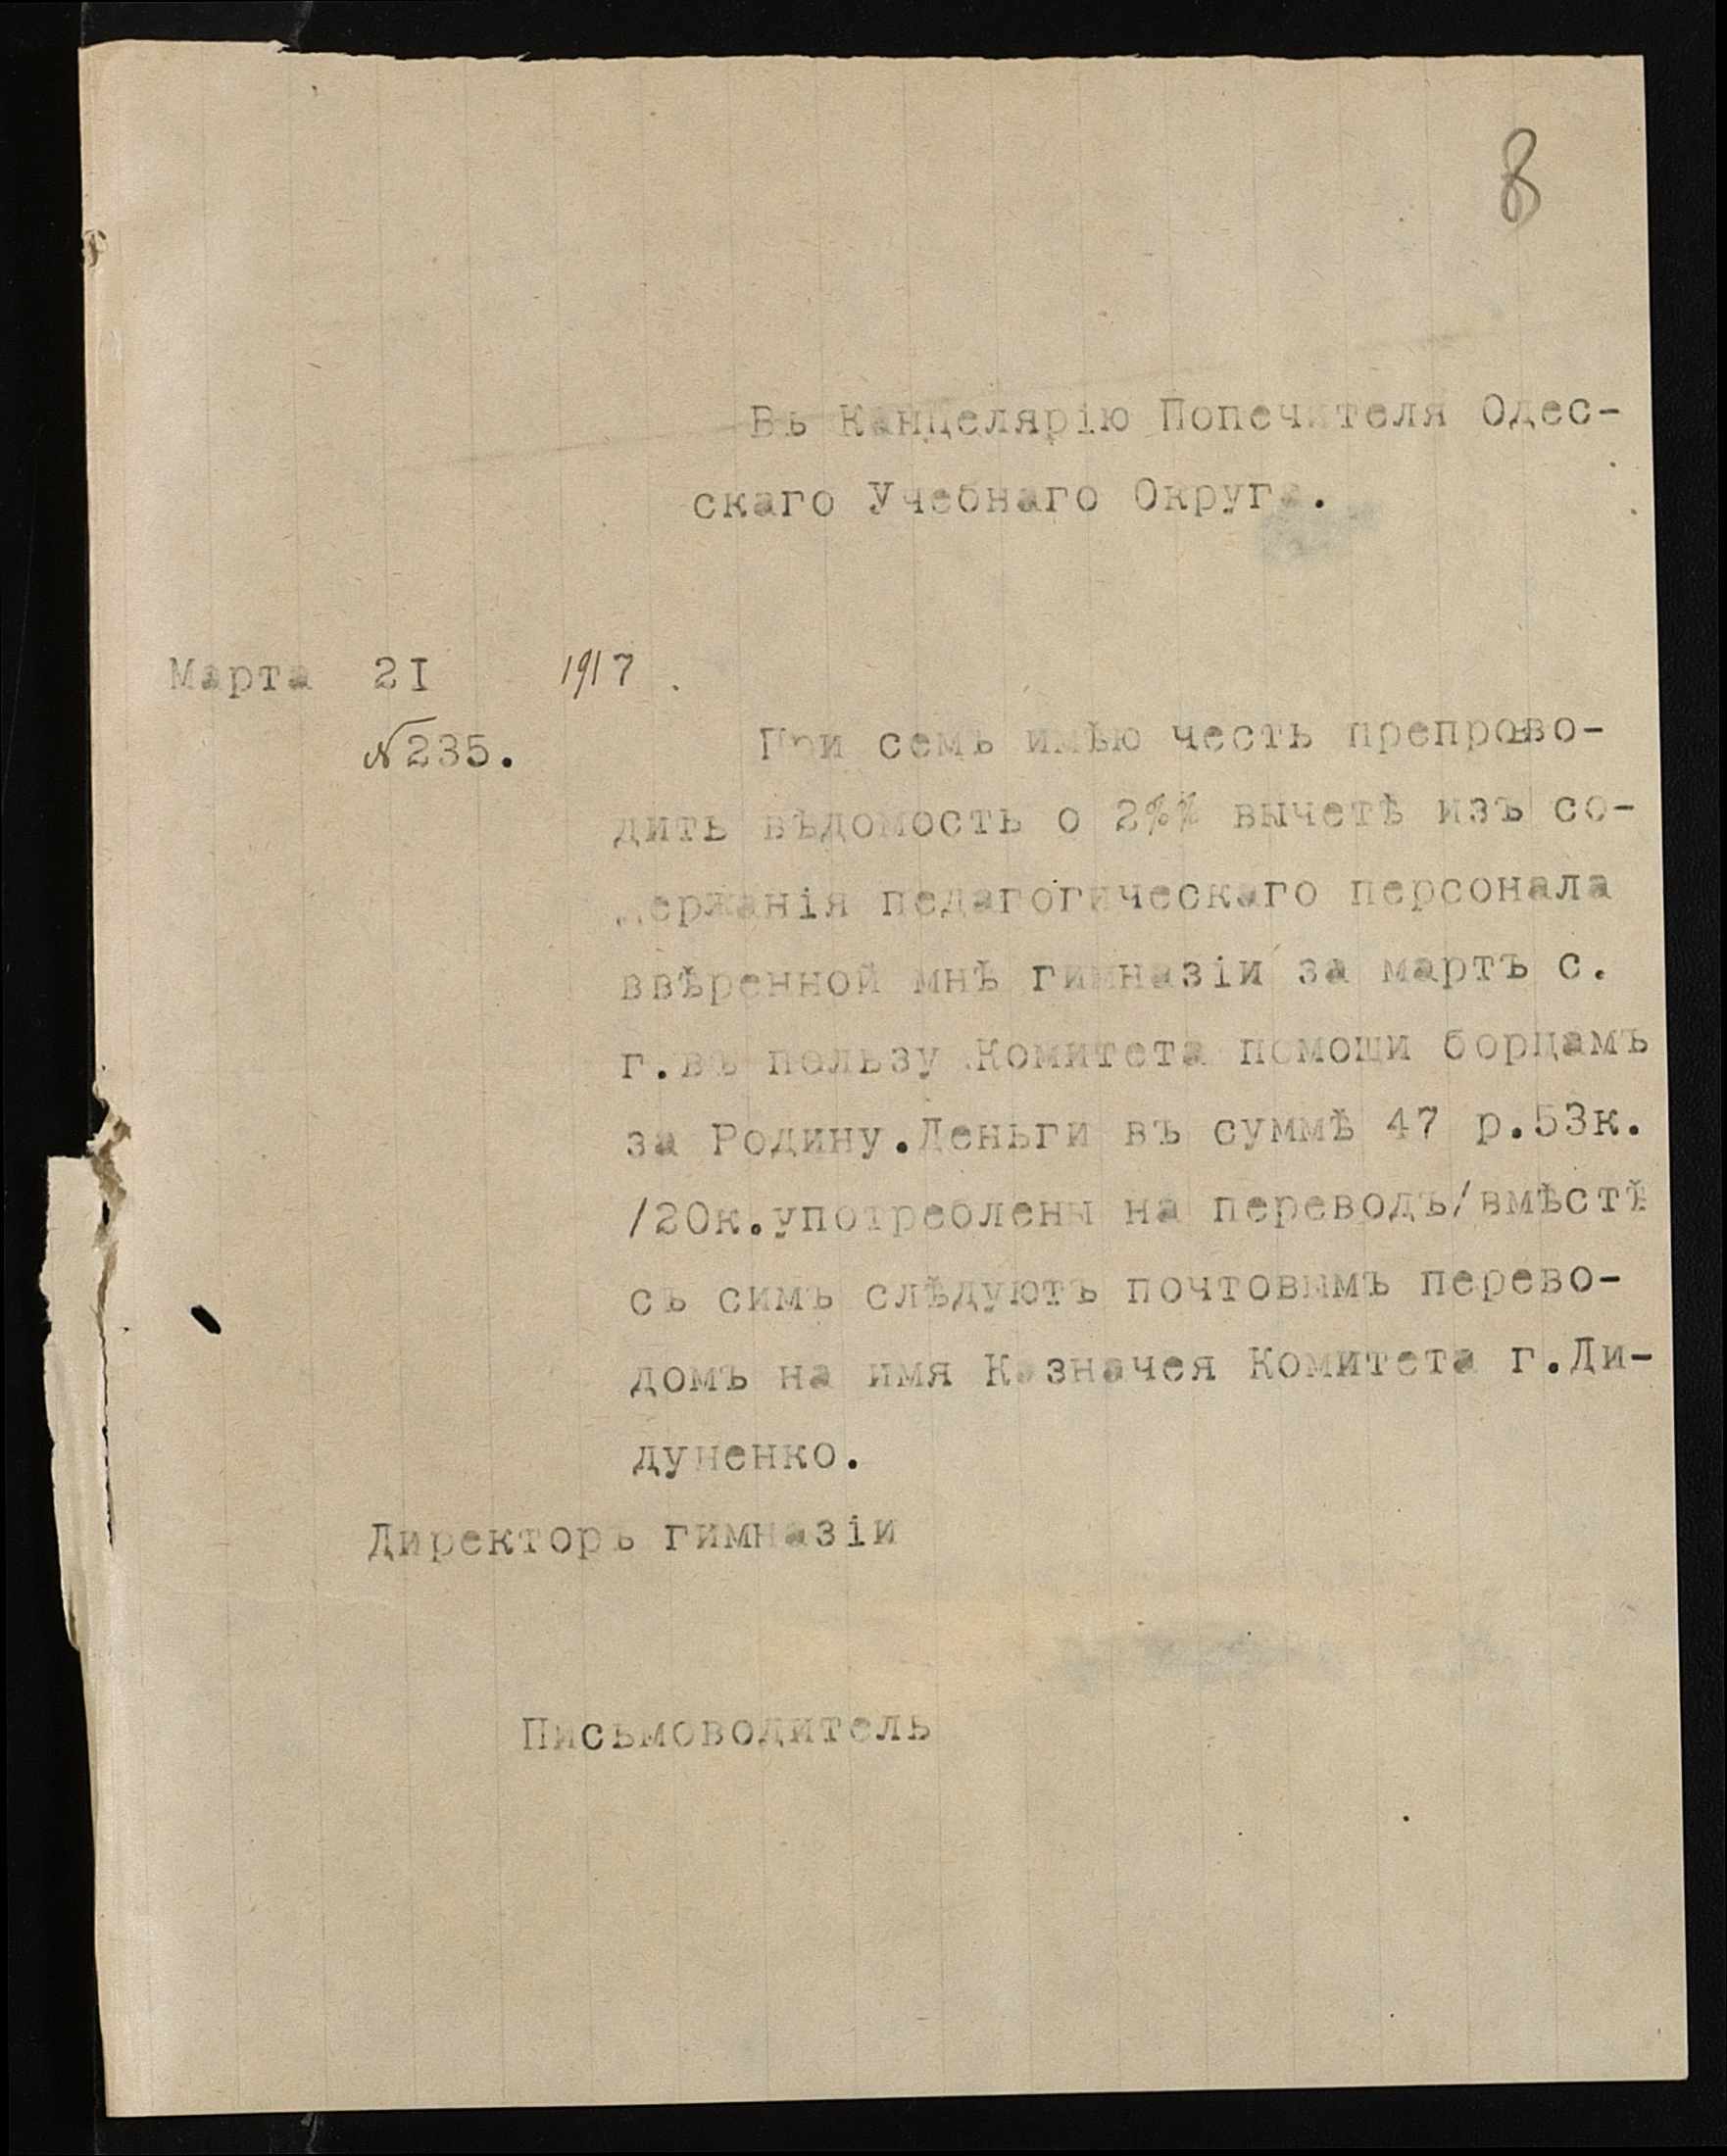 8
Въ Канцелярію Попечителя Одес-
скаго Учебнаго Округа.
Марта 2I 1917 .
№235.
При семъ имѣю честь препрово-
дить вѣдомость о 2%% вычетѣ изъ со-
держанія педагогическаго персонала
ввѣренной мнѣ гимназіи за мартъ с.
г.въ пользу Комитета помощи борцамъ
за Родину.Деньги въ суммѣ 47 р.53к.
/20к.употреблены на переводъ/вмѣстѣ
съ симъ слѣдуютъ почтовымъ перево-
домъ на имя Казначея Комитета г.Ди-
дуненко.
Директоръ гимназіи
Письмоводитель